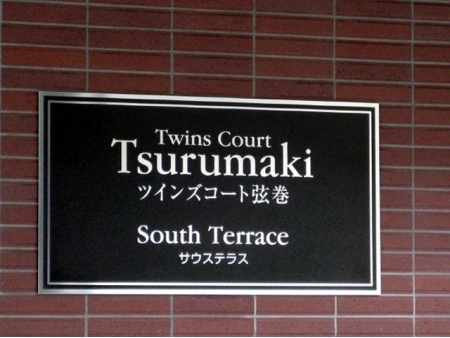 Twins Court
Tsurumaki
ツインズコート弦巻
South Terrace
サウステラス